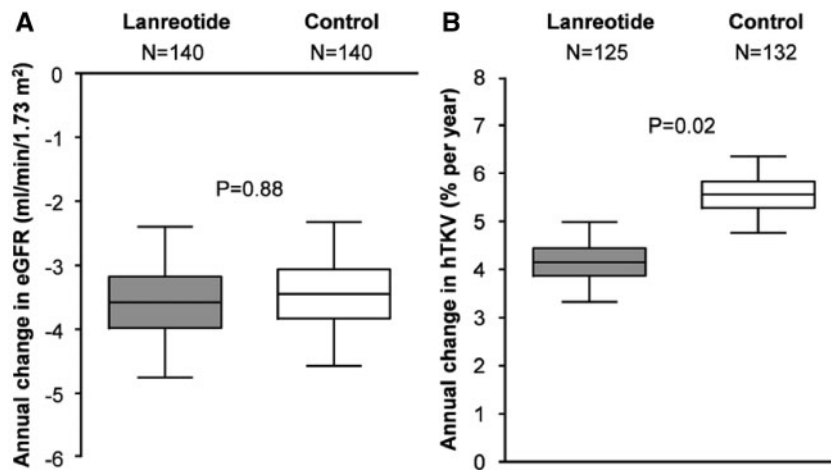 A
Lanreotide Control
N=140 N=140
Annual change in eGFR (ml/min/1.73 m²)
0
-1
-2
-3
-4
-5
-6
P=0.88
B
Lanreotide Control
N=125 N=132
Annual change in hTKV (% per year)
8
7
6
5
4
3
2
1
0
P=0.02